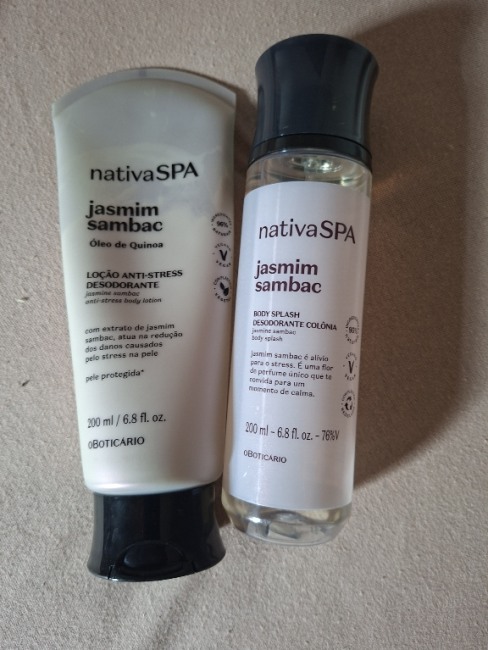 nativaSPA
jasmim
sambac
Óleo de Quinoa
LOÇÃO ANTI-STRESS
DESODORANTE
jasmine sambac
anti-stress body lotion
com extrato de jasmim
sambac, atua na redução
dos danos causados
pelo stress na pele
pele protegida*
200 ml / 6.8 fl. oz.
oBOTICÁRIO
nativaSPA
jasmim
sambac
BODY SPLASH
DESODORANTE COLÔNIA
jasmine sambac
body splash
jasmim sambac é alívio
para o stress. É uma flor
de perfume único que te
convida para um
momento de calma.
200 ml - 6.8 fl. oz. - 76%V
oBOTICÁRIO